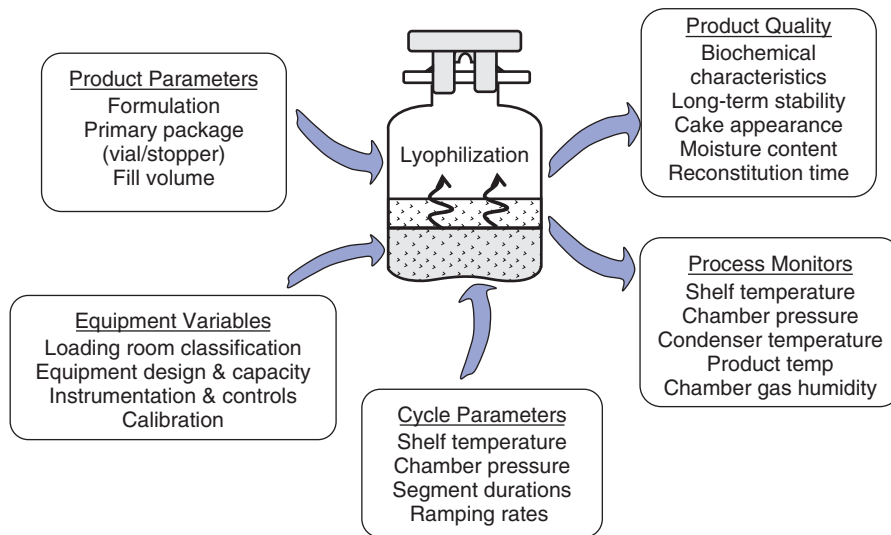 Product Parameters
Formulation
Primary package
(vial/stopper)
Fill volume
Lyophilization
Product Quality
Biochemical
characteristics
Long-term stability
Cake appearance
Moisture content
Reconstitution time
Equipment Variables
Loading room classification
Equipment design & capacity
Instrumentation & controls
Calibration
Cycle Parameters
Shelf temperature
Chamber pressure
Segment durations
Ramping rates
Process Monitors
Shelf temperature
Chamber pressure
Condenser temperature
Product temp
Chamber gas humidity